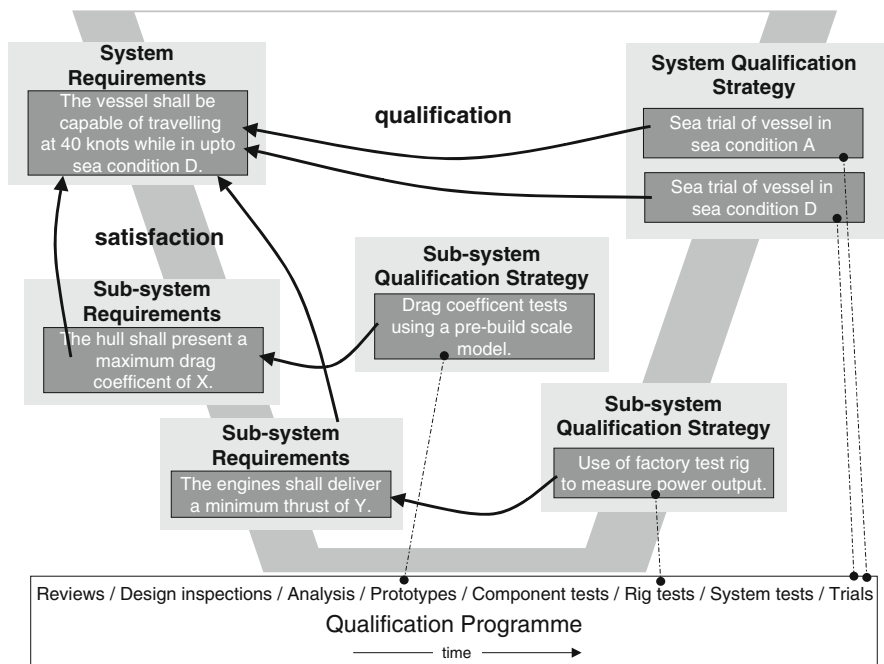 System
Requirements
The vessel shall be
capable of travelling
at 40 knots while in upto
sea condition D.
qualification
System Qualification
Strategy
Sea trial of vessel in
sea condition A
Sea trial of vessel in
sea condition D
satisfaction
Sub-system
Requirements
The hull shall present a
maximum drag
coefficent of X.
Sub-system
Qualification Strategy
Drag coefficent tests
using a pre-build scale
model.
Sub-system
Requirements
The engines shall deliver
a minimum thrust of Y.
Sub-system
Qualification Strategy
Use of factory test rig
to measure power output.
Reviews / Design inspections / Analysis / Prototypes / Component tests / Rig tests / System tests / Trials
Qualification Programme
time